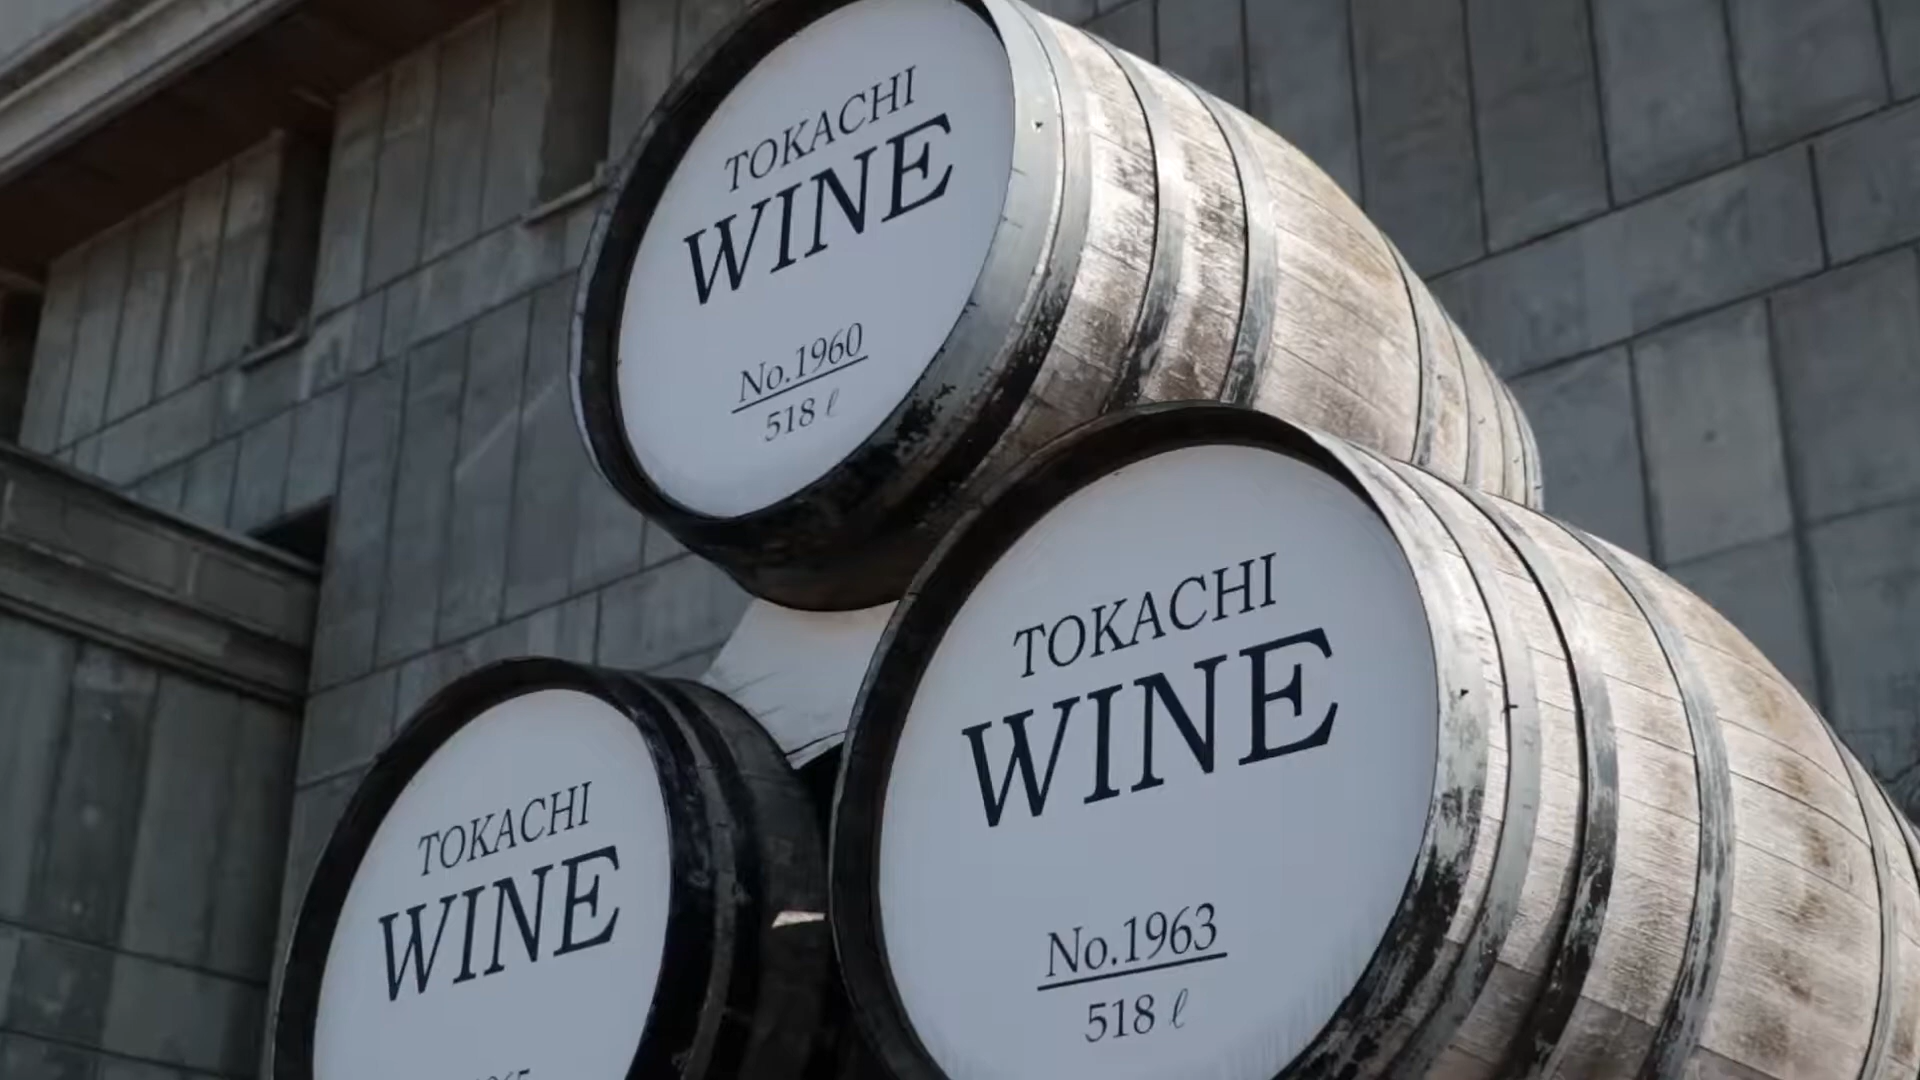 TOKACHI
WINE
No.1960
518 ℓ
TOKACHI
WINE
No.1963
518 ℓ
TOKACHI
WINE